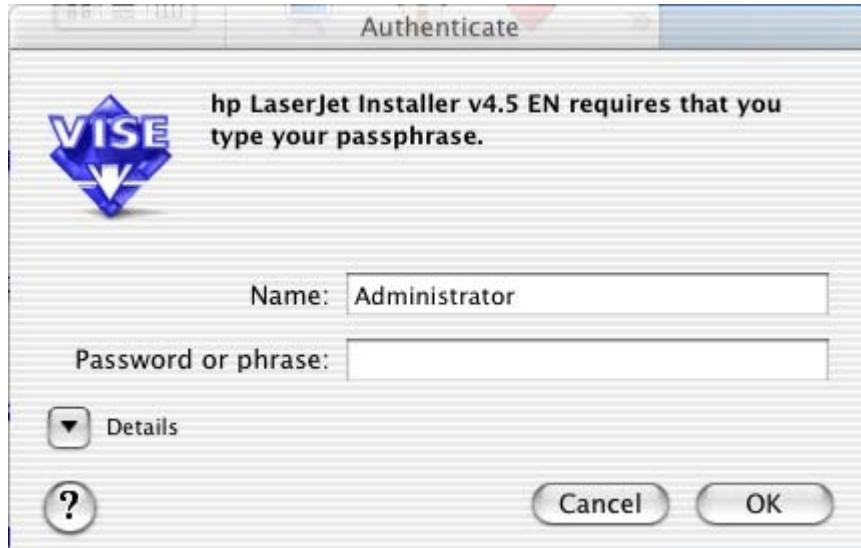 Authenticate
VISE
hp LaserJet Installer v4.5 EN requires that you
type your passphrase.
Name: Administrator
Password or phrase:
Details
?
Cancel OK